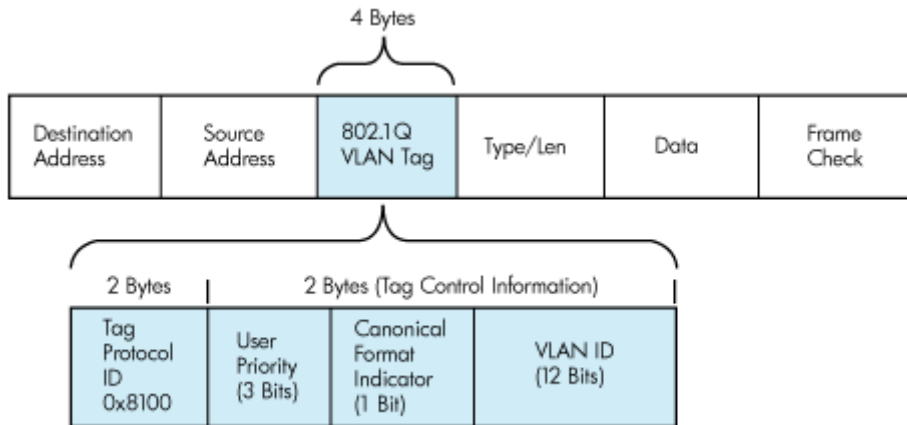 4 Bytes
Destination
Address
Source
Address
802.1Q
VLAN Tag
Type/Len
Data
Frame
Check
2 Bytes
2 Bytes (Tag Control Information)
Tag
Protocol
ID
0x8100
User
Priority
(3 Bits)
Canonical
Format
Indicator
(1 Bit)
VLAN ID
(12 Bits)